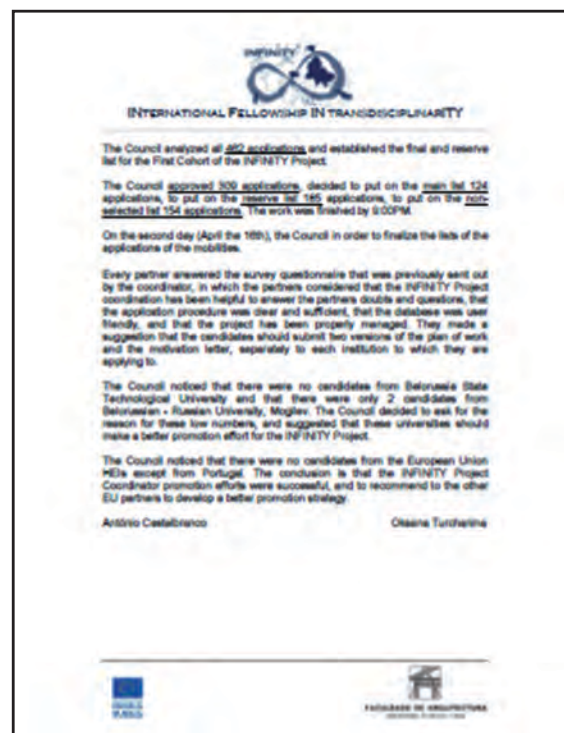 INFINITY
INTERNATIONAL FELLOWSHIP IN TRANSDISCIPLINARITY
The Council analyzed all 462 applications and established the final and reserve
list for the First Cohort of the INFINITY Project.
The Council approved 309 applications, decided to put on the main list 124
applications, to put on the reserve list 185 applications, to put on the non-
selected list 154 applications. The work was finished by 9:00PM.
On the second day (April the 16th), the Council in order to finalize the lists of the
applications of the mobilities.
Every partner answered the survey questionnaire that was previously sent out
by the coordinator, in which the partners considered that the INFINITY Project
coordination has been helpful to answer the partners doubts and questions, that
the application procedure was clear and sufficient, that the database was user
friendly, and that the project has been properly managed. They made a
suggestion that the candidates should submit two versions of the plan of work
and the motivation letter, separately to each institution to which they are
applying to.
The Council noticed that there were no candidates from Belorussia State
Technological University and that there were only 2 candidates from
Belorussian - Russian University, Mogilev. The Council decided to ask for the
reason for these low numbers, and suggested that these universities should
make a better promotion effort for the INFINITY Project.
The Council noticed that there were no candidates from the European Union
HEIs except from Portugal. The conclusion is that the INFINITY Project
Coordinator promotion efforts were successful, and to recommend to the other
EU partners to develop a better promotion strategy.
António Castelbranco Oksana Turchanina
FACULDADE DE ARQUITECTURA